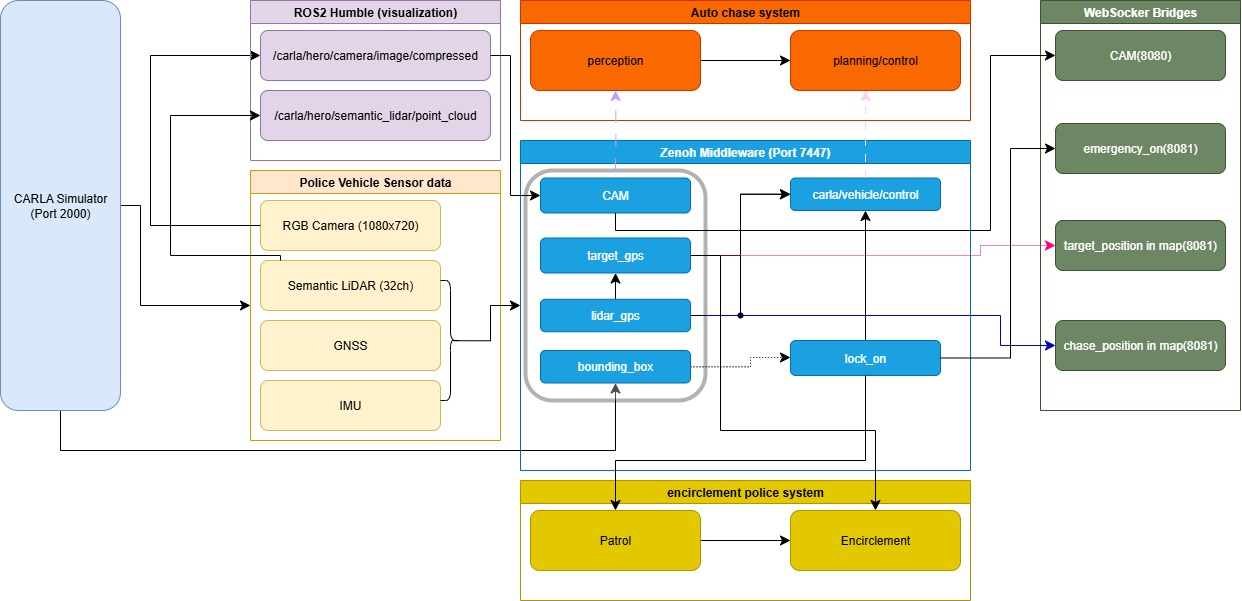 CARLA Simulator
(Port 2000)
ROS2 Humble (visualization)
/carla/hero/camera/image/compressed
/carla/hero/semantic_lidar/point_cloud
Police Vehicle Sensor data
RGB Camera (1080x720)
Semantic LiDAR (32ch)
GNSS
IMU
Auto chase system
perception
planning/control
Zenoh Middleware (Port 7447)
CAM
carla/vehicle/control
target_gps
lidar_gps
bounding_box
lock_on
encirclement police system
Patrol
Encirclement
WebSocker Bridges
CAM(8080)
emergency_on(8081)
target_position in map(8081)
chase_position in map(8081)